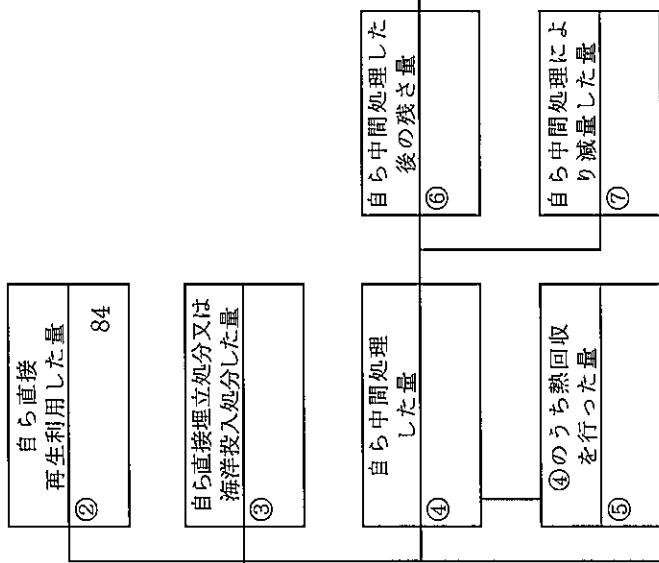 自ら直接
再生利用した量
②
84
自ら直接埋立処分又は
海洋投入処分した量
③
自ら中間処理
した量
④
④のうち熱回収
を行った量
⑤
自ら中間処理した
後の残さ量
⑥
自ら中間処理によ
り減量した量
⑦